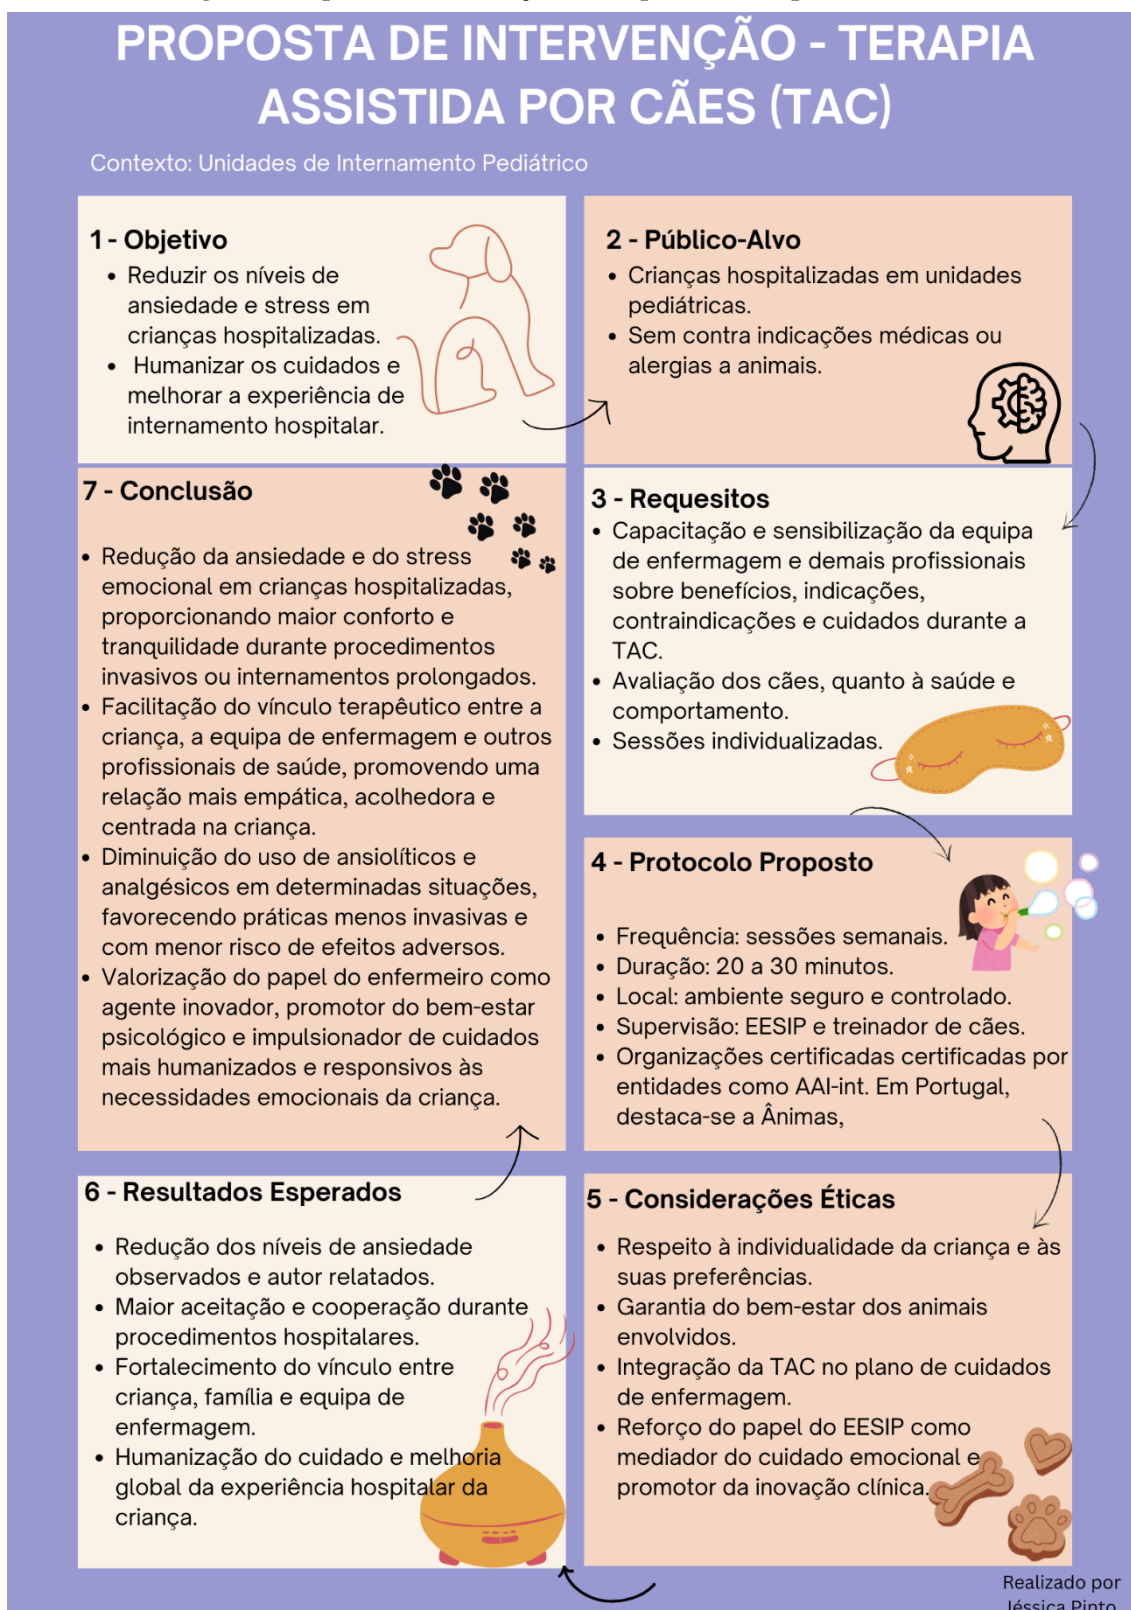 PROPOSTA DE INTERVENÇÃO - TERAPIA
ASSISTIDA POR CÃES (TAC)
Contexto: Unidades de Internamento Pediátrico
1 - Objetivo
• Reduzir os níveis de
ansiedade e stress em
crianças hospitalizadas.
• Humanizar os cuidados e
melhorar a experiência de
internamento hospitalar.
2 - Público-Alvo
• Crianças hospitalizadas em unidades
pediátricas.
• Sem contra indicações médicas ou
alergias a animais.
3 - Requesitos
• Capacitação e sensibilização da equipa
de enfermagem e demais profissionais
sobre benefícios, indicações,
contraindicações e cuidados durante a
TAC.
• Avaliação dos cães, quanto à saúde e
comportamento.
• Sessões individualizadas.
4 - Protocolo Proposto
• Frequência: sessões semanais.
• Duração: 20 a 30 minutos.
• Local: ambiente seguro e controlado.
• Supervisão: EESIP e treinador de cães.
• Organizações certificadas certificadas por
entidades como AAI-int. Em Portugal,
destaca-se a Ânimas,
5 - Considerações Éticas
• Respeito à individualidade da criança e às
suas preferências.
• Garantia do bem-estar dos animais
envolvidos.
• Integração da TAC no plano de cuidados
de enfermagem.
• Reforço do papel do EESIP como
mediador do cuidado emocional e
promotor da inovação clínica.
6 - Resultados Esperados
• Redução dos níveis de ansiedade
observados e autor relatados.
• Maior aceitação e cooperação durante
procedimentos hospitalares.
• Fortalecimento do vínculo entre
criança, família e equipa de
enfermagem.
• Humanização do cuidado e melhoria
global da experiência hospitalar da
criança.
7 - Conclusão
• Redução da ansiedade e do stress
emocional em crianças hospitalizadas,
proporcionando maior conforto e
tranquilidade durante procedimentos
invasivos ou internamentos prolongados.
• Facilitação do vínculo terapêutico entre a
criança, a equipa de enfermagem e outros
profissionais de saúde, promovendo uma
relação mais empática, acolhedora e
centrada na criança.
• Diminuição do uso de ansiolíticos e
analgésicos em determinadas situações,
favorecendo práticas menos invasivas e
com menor risco de efeitos adversos.
• Valorização do papel do enfermeiro como
agente inovador, promotor do bem-estar
psicológico e impulsionador de cuidados
mais humanizados e responsivos às
necessidades emocionais da criança.
Realizado por
Jéssica Pinto